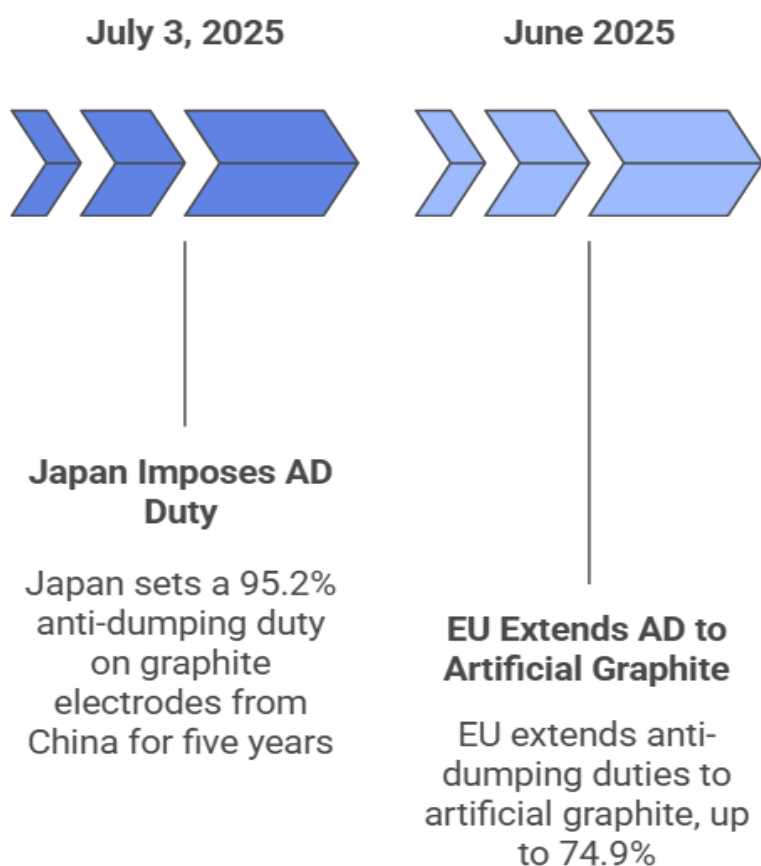 July 3, 2025
June 2025
Japan Imposes AD
Duty
Japan sets a 95.2%
anti-dumping duty
on graphite
electrodes from
China for five years
EU Extends AD to
Artificial Graphite
EU extends anti-
dumping duties to
artificial graphite, up
to 74.9%